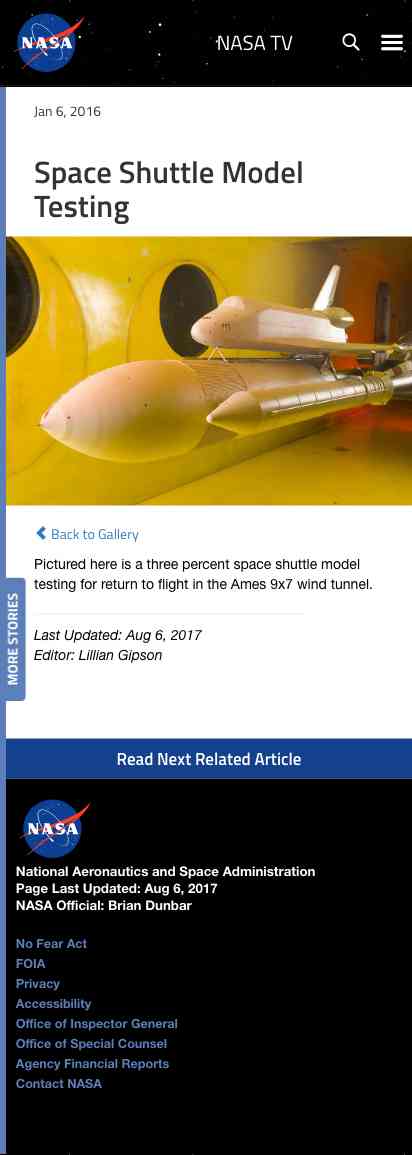 NASA
NASA TV
Jan 6, 2016
Space Shuttle Model
Testing
Back to Gallery
Pictured here is a three percent space shuttle model
testing for return to flight in the Ames 9x7 wind tunnel.
MORE STORIES
Last Updated: Aug 6, 2017
Editor: Lillian Gipson
Read Next Related Article
NASA
National Aeronautics and Space Administration
Page Last Updated: Aug 6, 2017
NASA Official: Brian Dunbar
No Fear Act
FOIA
Privacy
Accessibility
Office of Inspector General
Office of Special Counsel
Agency Financial Reports
Contact NASA